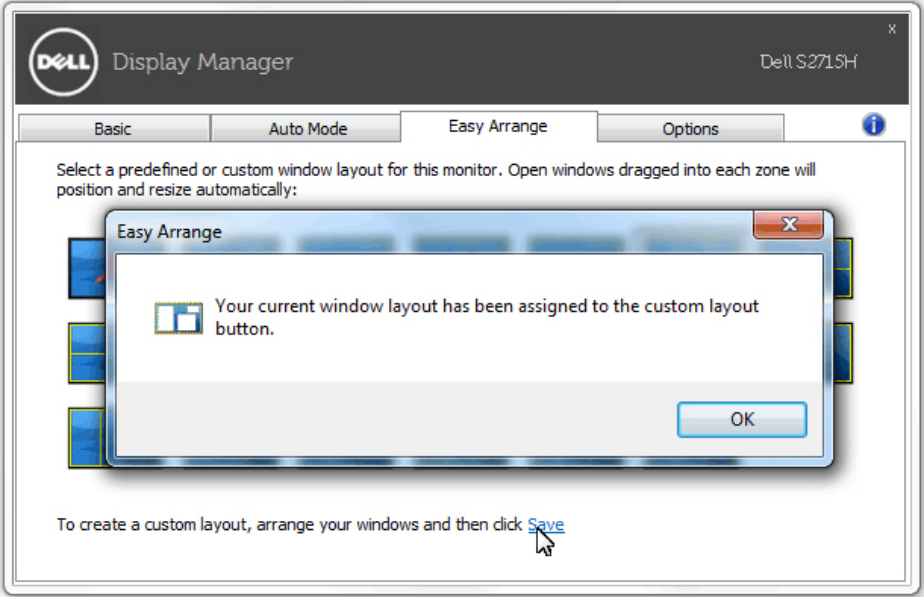 x
DELL
Display Manager
Dell S2715H
Basic
Auto Mode
Easy Arrange
Options
i
Select a predefined or custom window layout for this monitor. Open windows dragged into each zone will
position and resize automatically:
Easy Arrange
x
Your current window layout has been assigned to the custom layout
button.
OK
To create a custom layout, arrange your windows and then click Save